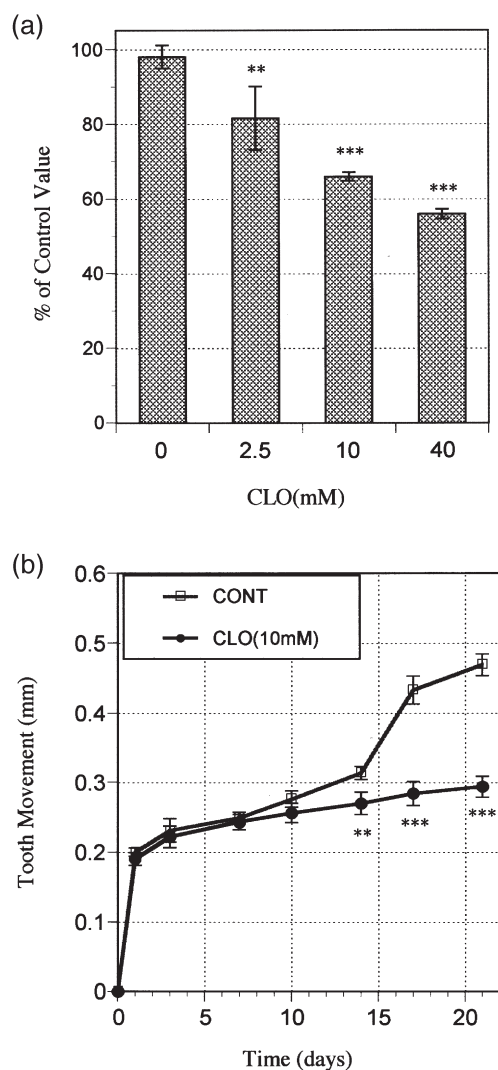 (a)
100
80
60
40
20
0
% of Control Value
**
***
***
0 2.5 10 40
CLO(mM)
(b)
0.6
0.5
0.4
0.3
0.2
0.1
0
Tooth Movement (mm)
CONT
CLO(10mM)
** *** ***
0 5 10 15 20
Time (days)